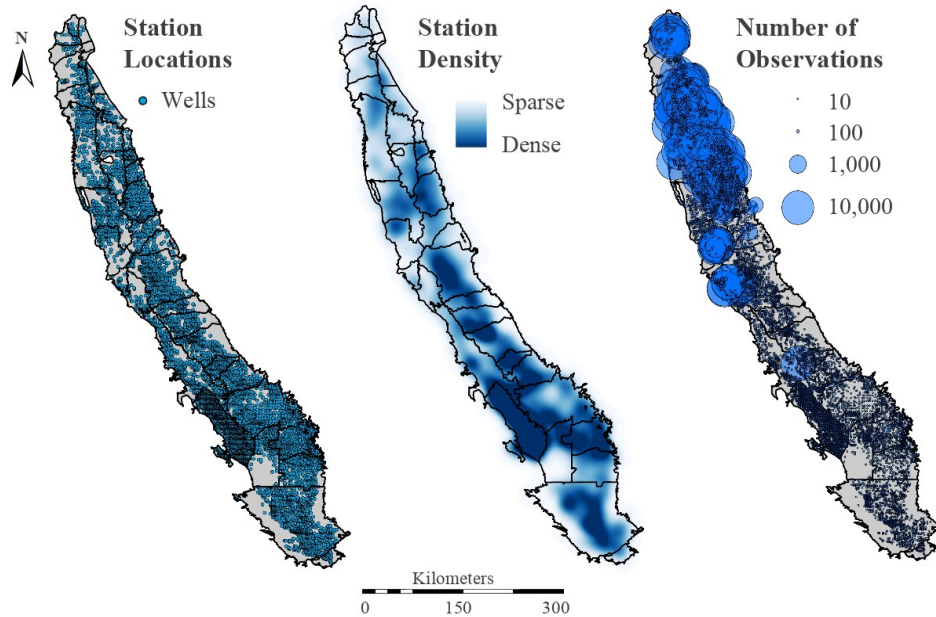 N
Station
Locations
Wells
Station
Density
Sparse
Dense
Number of
Observations
10
100
1,000
10,000
Kilometers
0 150 300